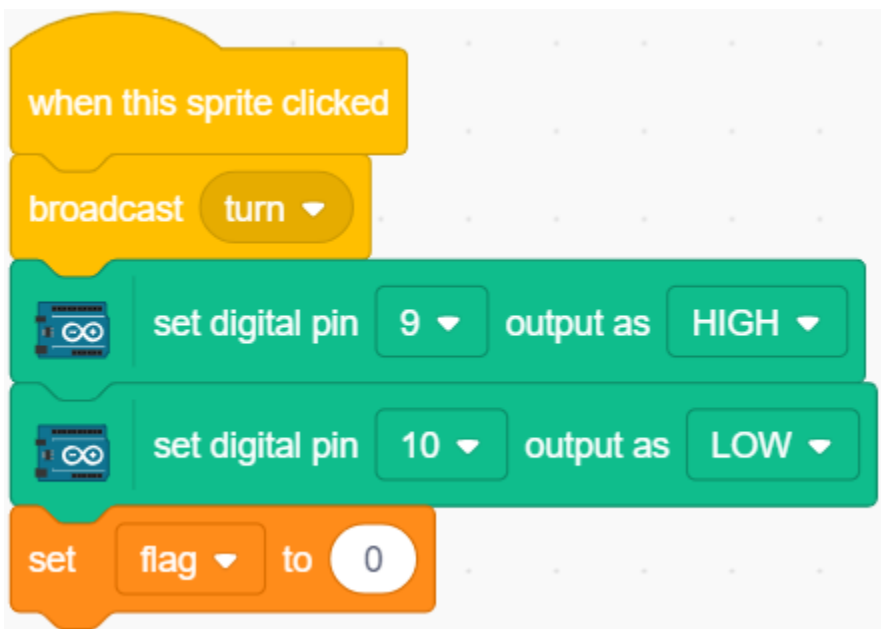 when this sprite clicked
broadcast turn
set digital pin 9 output as HIGH
set digital pin 10 output as LOW
set flag to 0